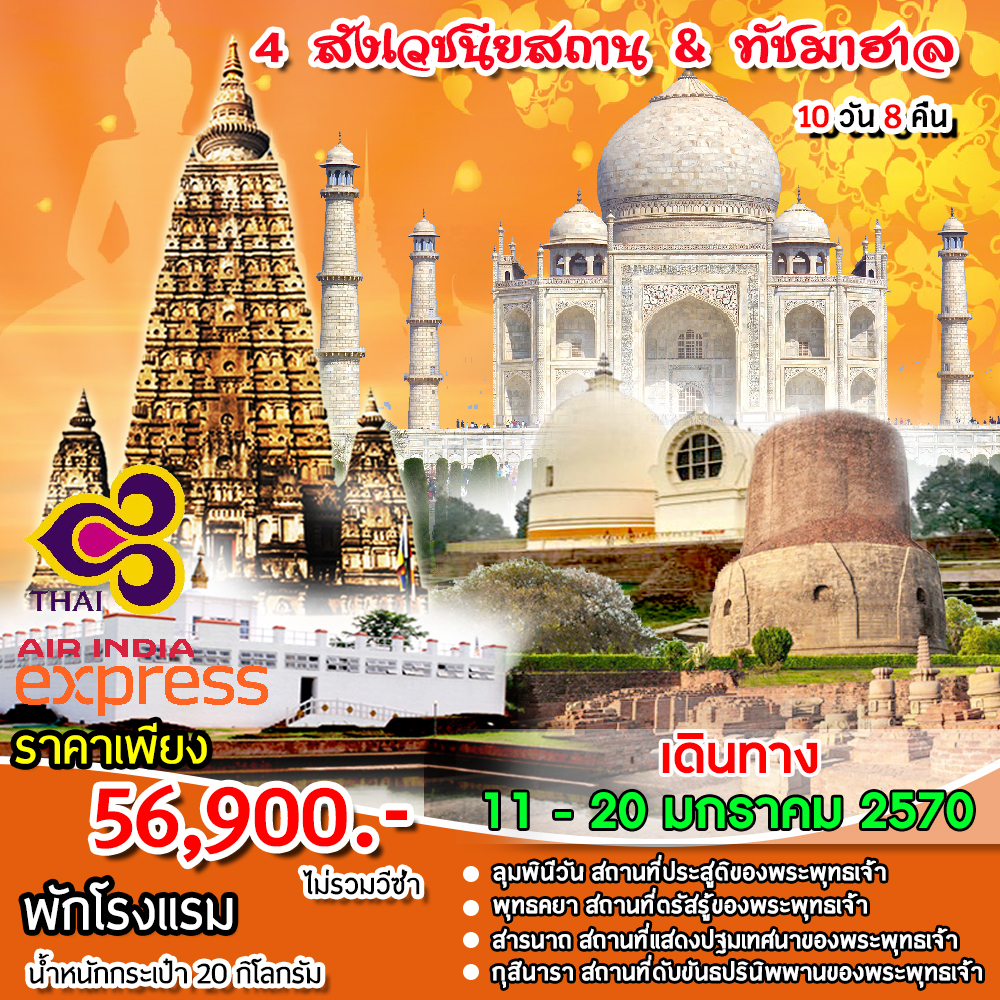 4 สังเวชนียสถาน & ทัชมาฮาล
10 วัน 8 คืน
THAI
AIR INDIA
express
ราคาเพียง
56,900.-
ไม่รวมวีซ่า
พักโรงแรม
น้ำหนักกระเป๋า 20 กิโลกรัม
เดินทาง
11 - 20 มกราคม 2570
• ลุมพินีวัน สถานที่ประสูติของพระพุทธเจ้า
• พุทธคยา สถานที่ตรัสรู้ของพระพุทธเจ้า
• สารนาถ สถานที่แสดงปฐมเทศนาของพระพุทธเจ้า
• กุสินารา สถานที่ดับขันธปรินิพพานของพระพุทธเจ้า